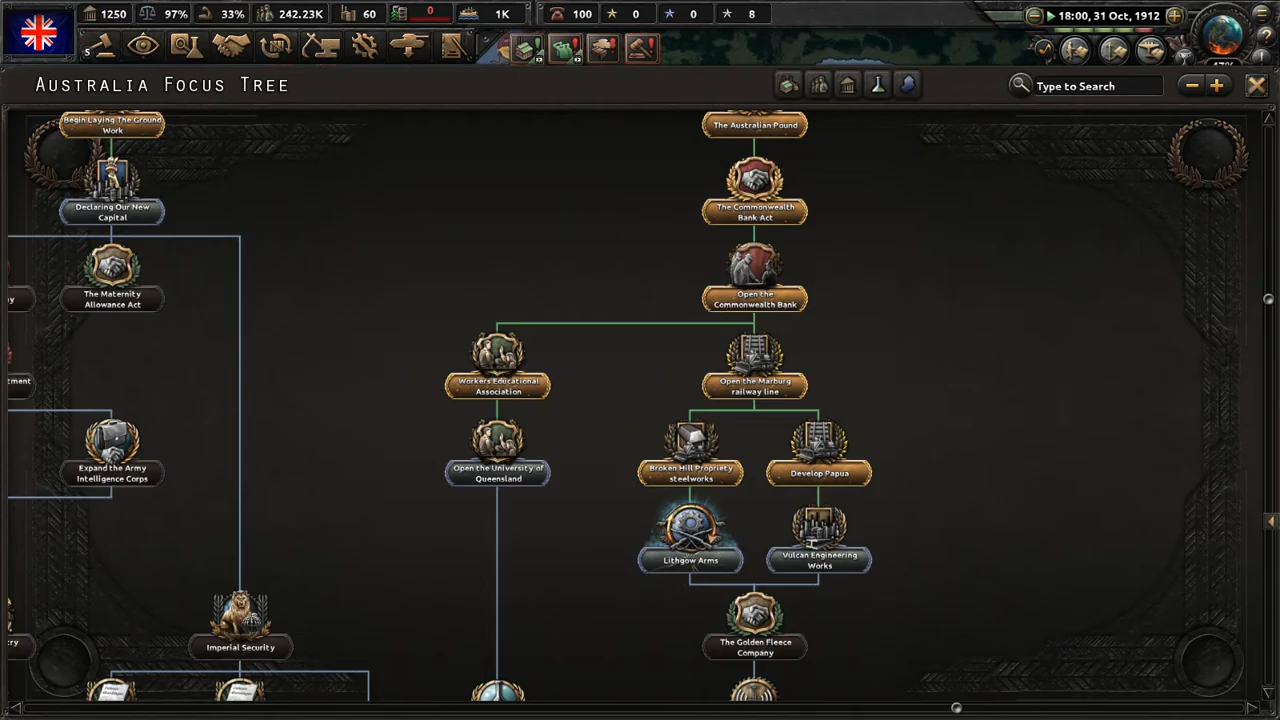 1250 97% 33% 242.23K 60 0 1K 100 0 0 8 18:00, 31 Oct, 1912
5
Australia Focus Tree
Type to Search
Begin Laying The Ground
Work
The Australian Pound
Declaring Our New
Capital
The Commonwealth
Bank Act
The Maternity
Allowance Act
Open the
Commonwealth Bank
tment
Workers Educational
Association
Open the Marburg
railway line
Expand the Army
Intelligence Corps
Open the University of
Queensland
Broken Hill Propriety
steelworks
Develop Papua
Lithgow Arms
Vulcan Engineering
Works
Imperial Security
The Golden Fleece
Company